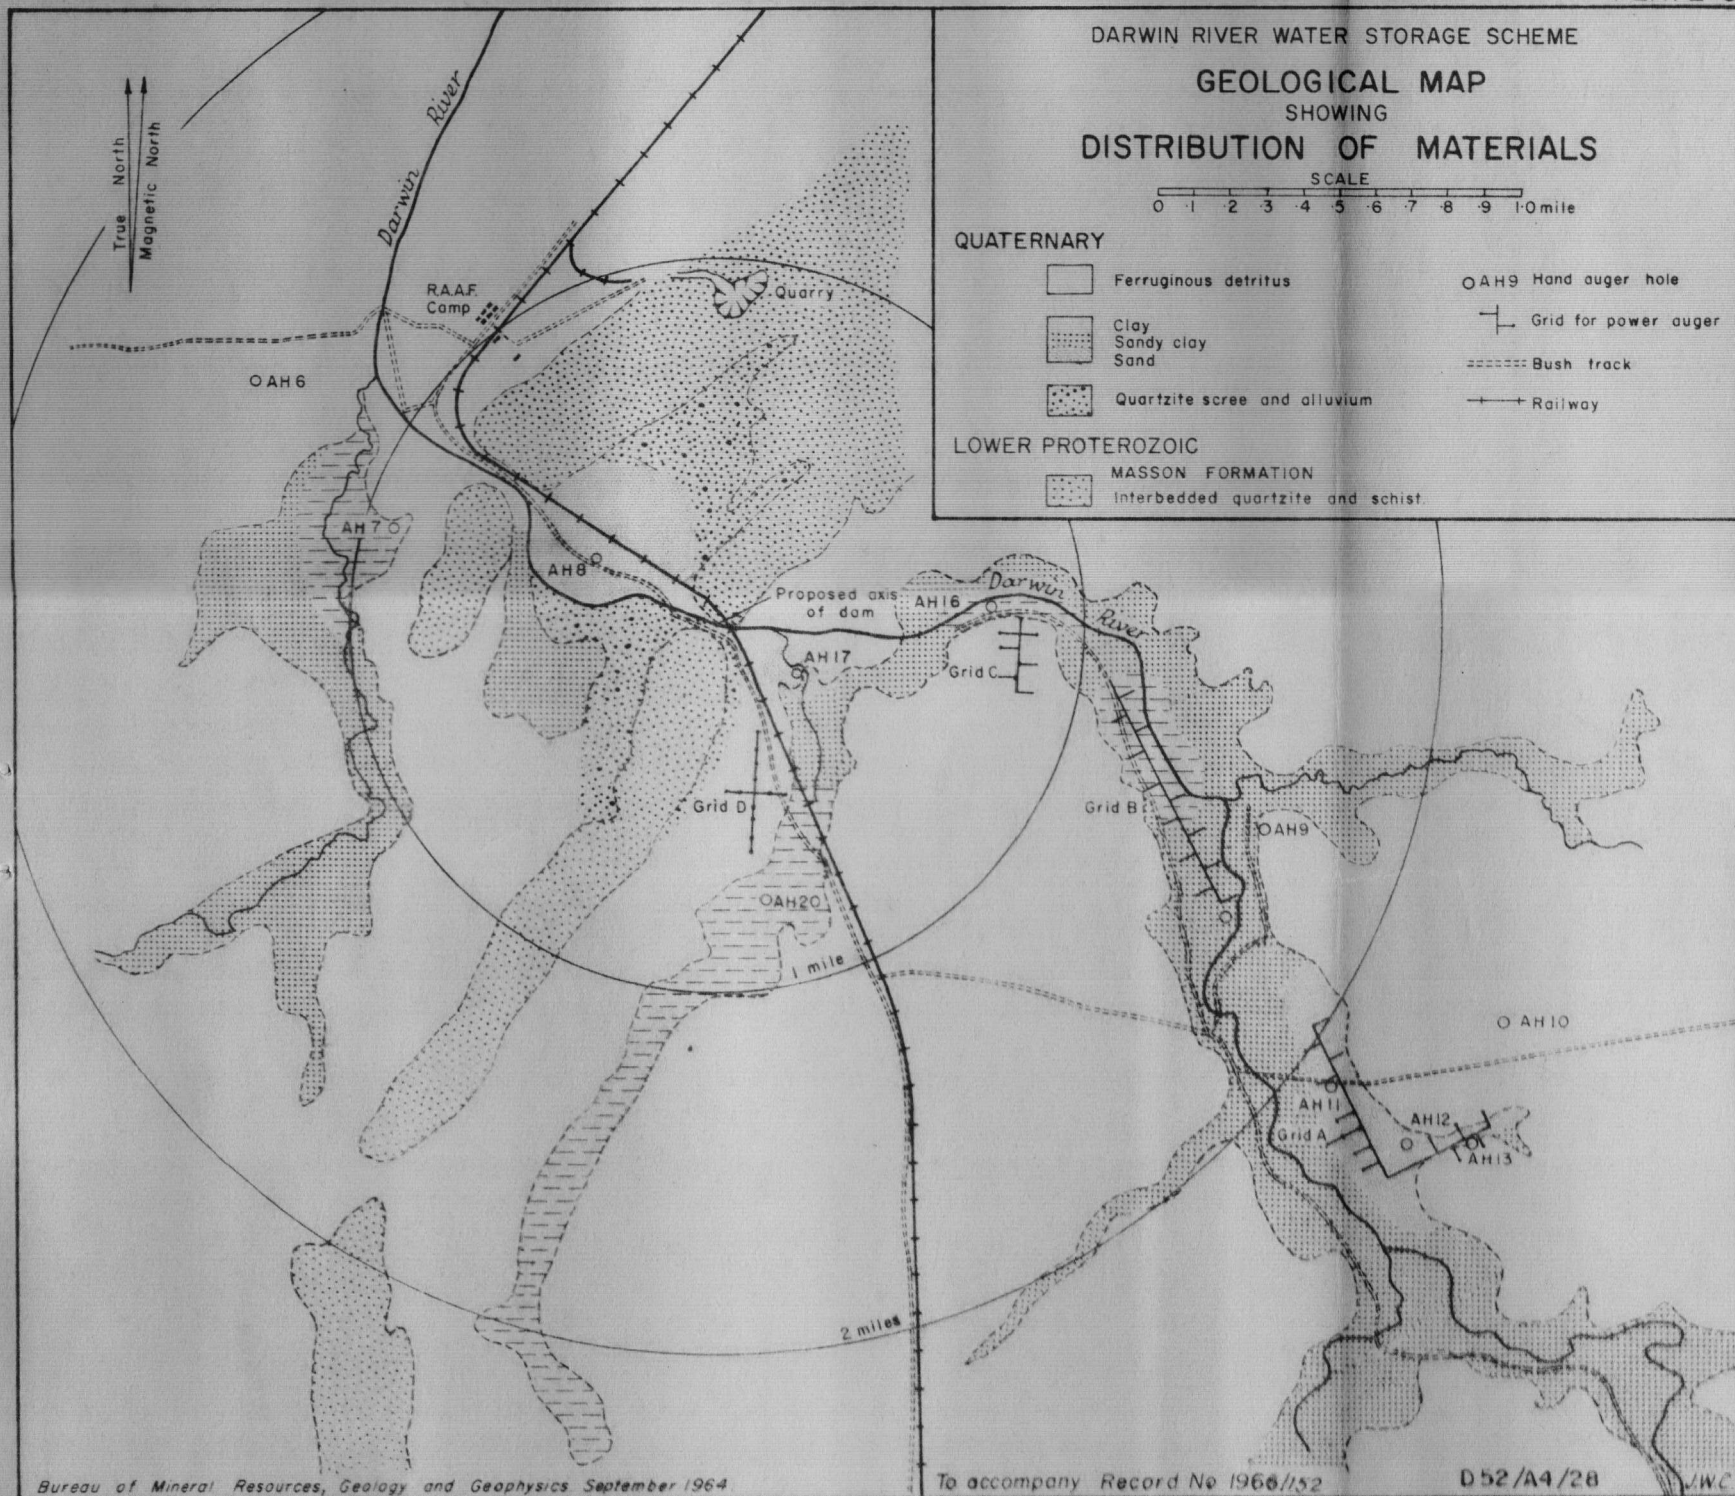 DARWIN RIVER WATER STORAGE SCHEME
GEOLOGICAL MAP
SHOWING
DISTRIBUTION OF MATERIALS
SCALE
0 ·1 ·2 ·3 ·4 ·5 ·6 ·7 ·8 ·9 1·0 mile
QUATERNARY
Ferruginous detritus
Clay
Sandy clay
Sand
Quartzite scree and alluvium
LOWER PROTEROZOIC
MASSON FORMATION
Interbedded quartzite and schist.
AH9 Hand auger hole
Grid for power auger
Bush track
Railway
True North
Magnetic North
Darwin River
R.A.A.F.
Camp
Quarry
AH6
AH7
AH8
Proposed axis
of dam
AH16
Darwin
River
AH17
Grid C
Grid D
Grid B
AH9
AH20
1 mile
AH10
AH11
AH12
Grid A
AH13
2 miles
Bureau of Mineral Resources, Geology and Geophysics September 1964.
To accompany Record No 1966/152
D52/A4/28
J.W.C